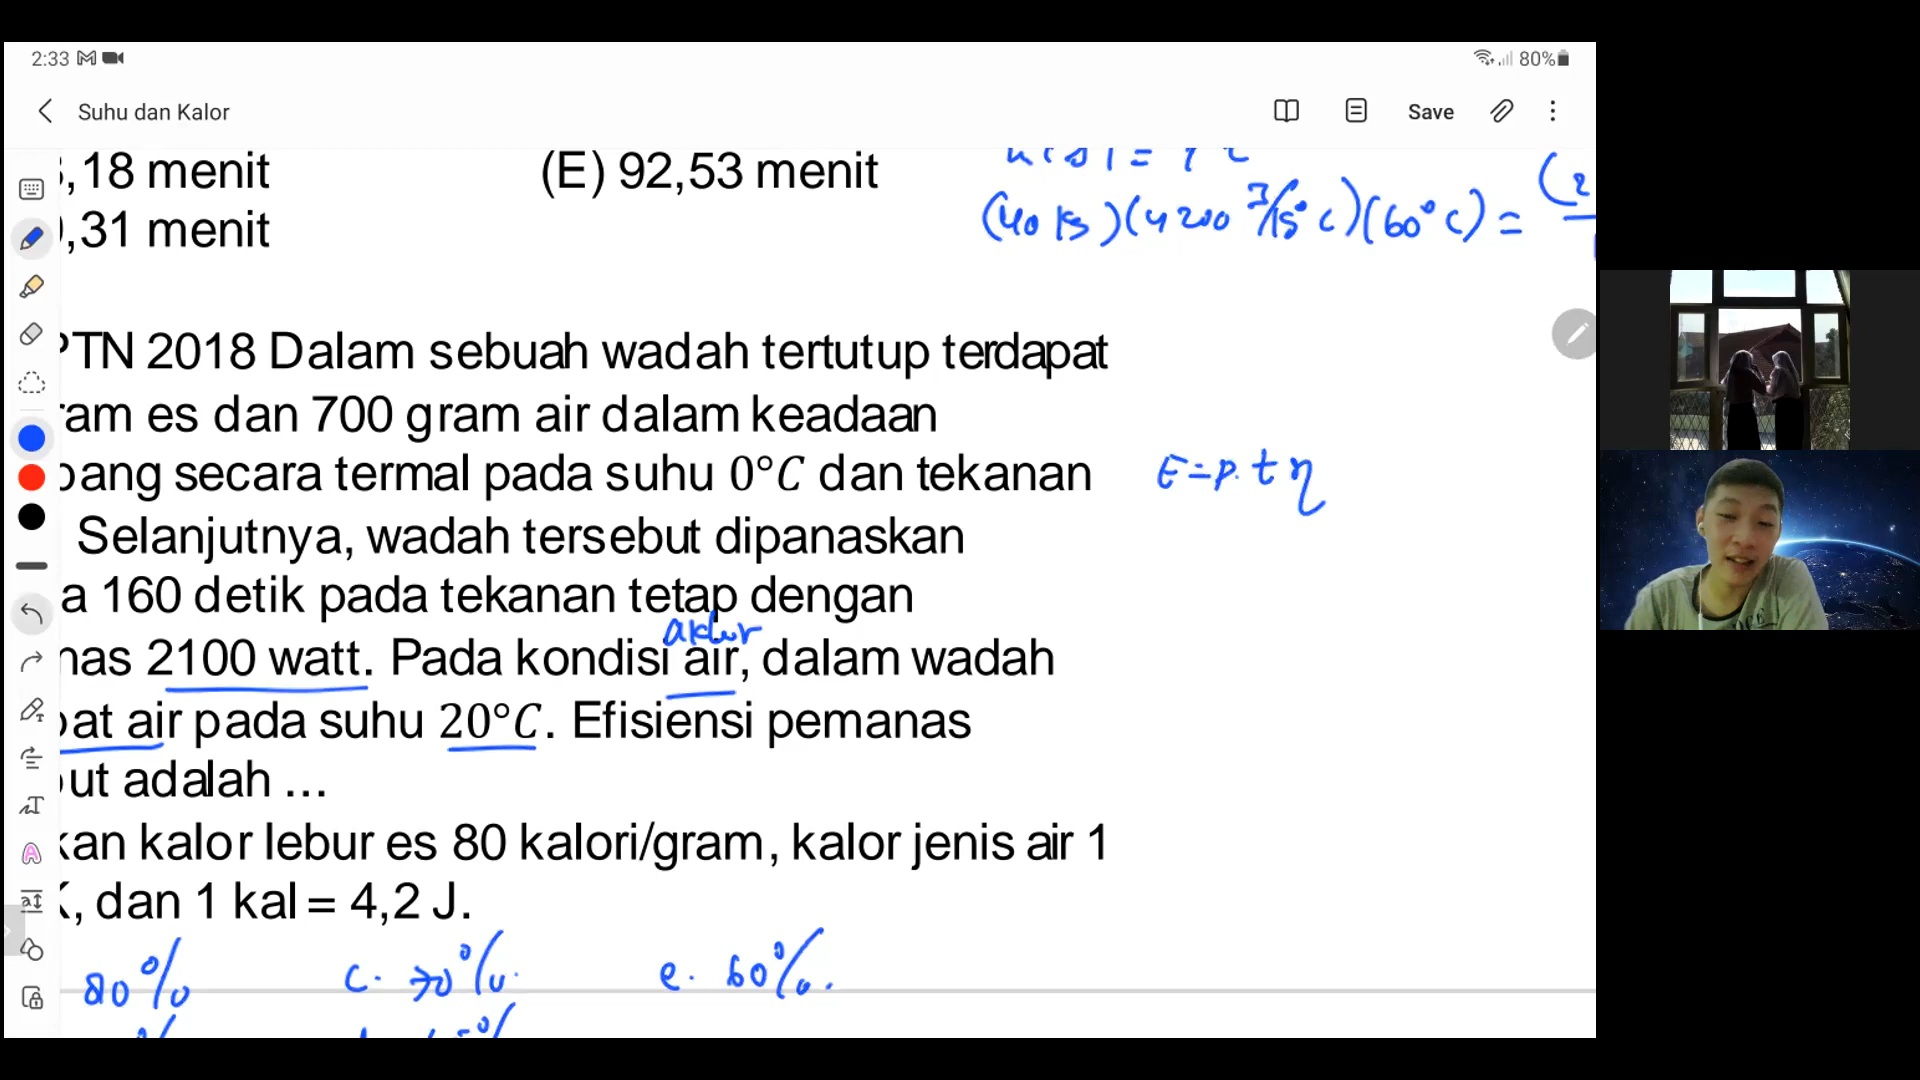 2:33
80%
Suhu dan Kalor
Save
,18 menit
(E) 92,53 menit
,31 menit
(40 kg)(4200 J/kg°C)(60°C) =
PTN 2018 Dalam sebuah wadah tertutup terdapat
ram es dan 700 gram air dalam keadaan
bang secara termal pada suhu 0°C dan tekanan
E = P. t η
Selanjutnya, wadah tersebut dipanaskan
a 160 detik pada tekanan tetap dengan
akhir
nas 2100 watt. Pada kondisi air, dalam wadah
pat air pada suhu 20°C. Efisiensi pemanas
but adalah ...
kan kalor lebur es 80 kalori/gram, kalor jenis air 1
K, dan 1 kal = 4,2 J.
80%
c. 70%.
e. 60%.